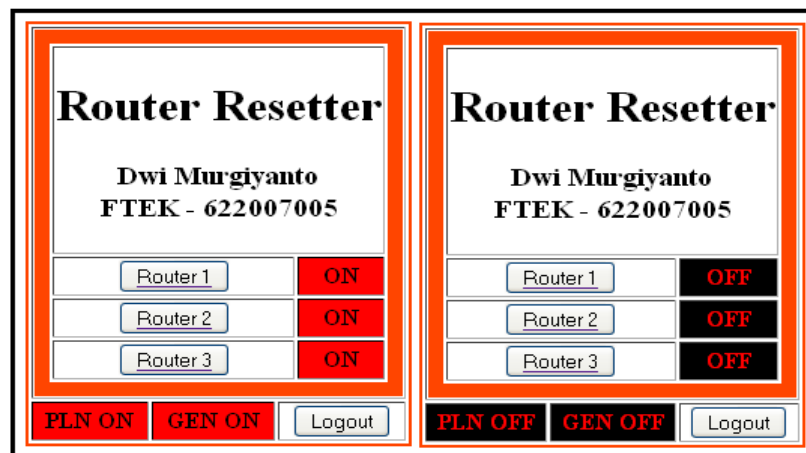 Router Resetter
Dwi Murgiyanto
FTEK - 622007005
Router 1 ON
Router 2 ON
Router 3 ON
PLN ON GEN ON Logout
Router Resetter
Dwi Murgiyanto
FTEK - 622007005
Router 1 OFF
Router 2 OFF
Router 3 OFF
PLN OFF GEN OFF Logout